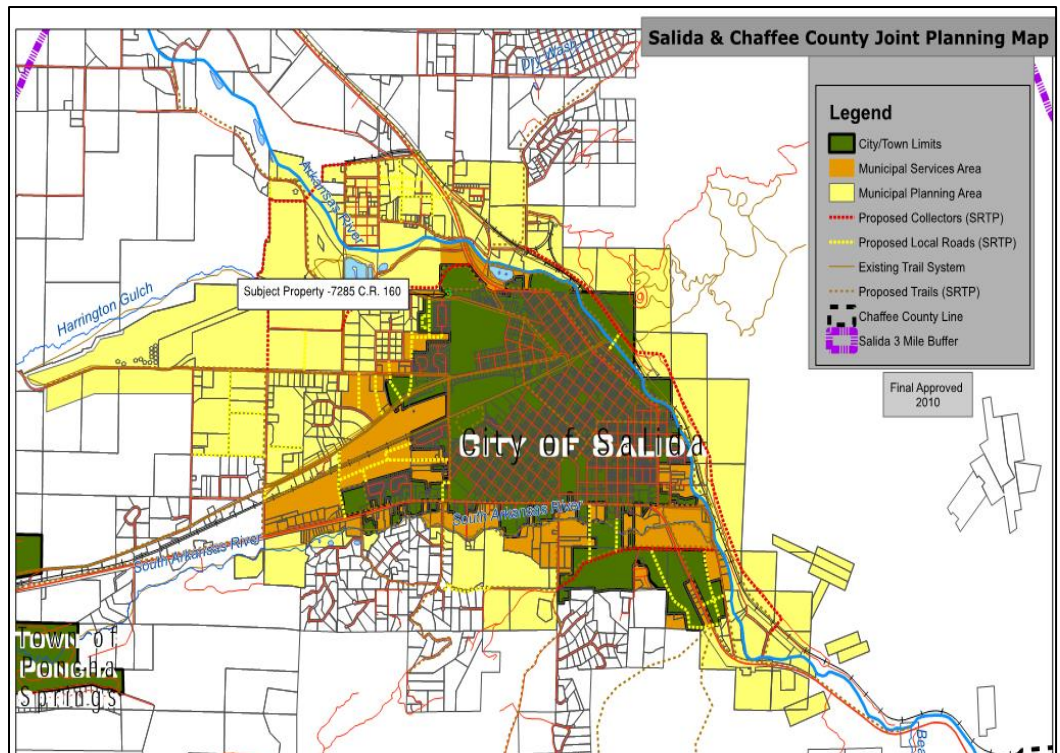 Salida & Chaffee County Joint Planning Map
Legend
City/Town Limits
Municipal Services Area
Municipal Planning Area
Proposed Collectors (SRTP)
Proposed Local Roads (SRTP)
Existing Trail System
Proposed Trails (SRTP)
Chaffee County Line
Salida 3 Mile Buffer
Final Approved
2010
Dry Wash
Arkansas River
Harrington Gulch
Subject Property -7285 C.R. 160
City of Salida
South Arkansas River
South Arkansas River
Town of
Poncha
Springs